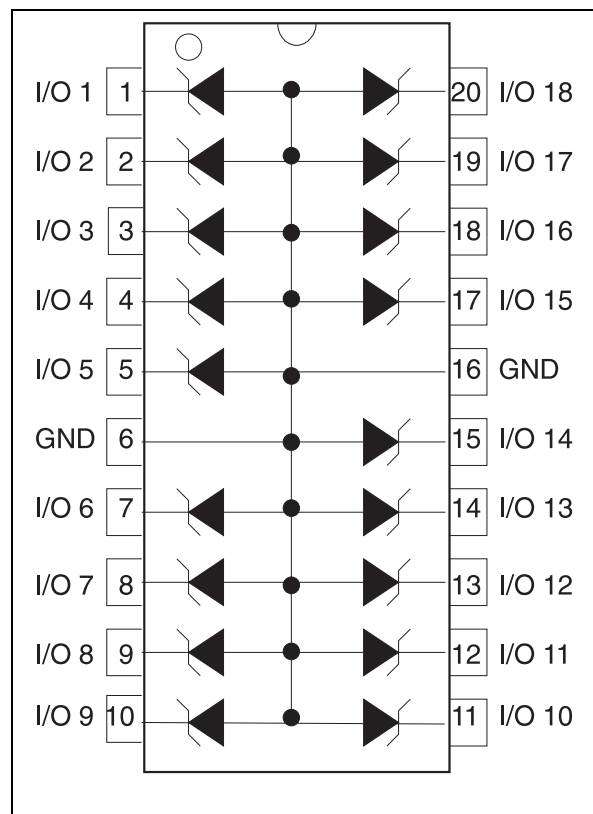 I/O 1 1 20 I/O 18
I/O 2 2 19 I/O 17
I/O 3 3 18 I/O 16
I/O 4 4 17 I/O 15
I/O 5 5 16 GND
GND 6 15 I/O 14
I/O 6 7 14 I/O 13
I/O 7 8 13 I/O 12
I/O 8 9 12 I/O 11
I/O 9 10 11 I/O 10